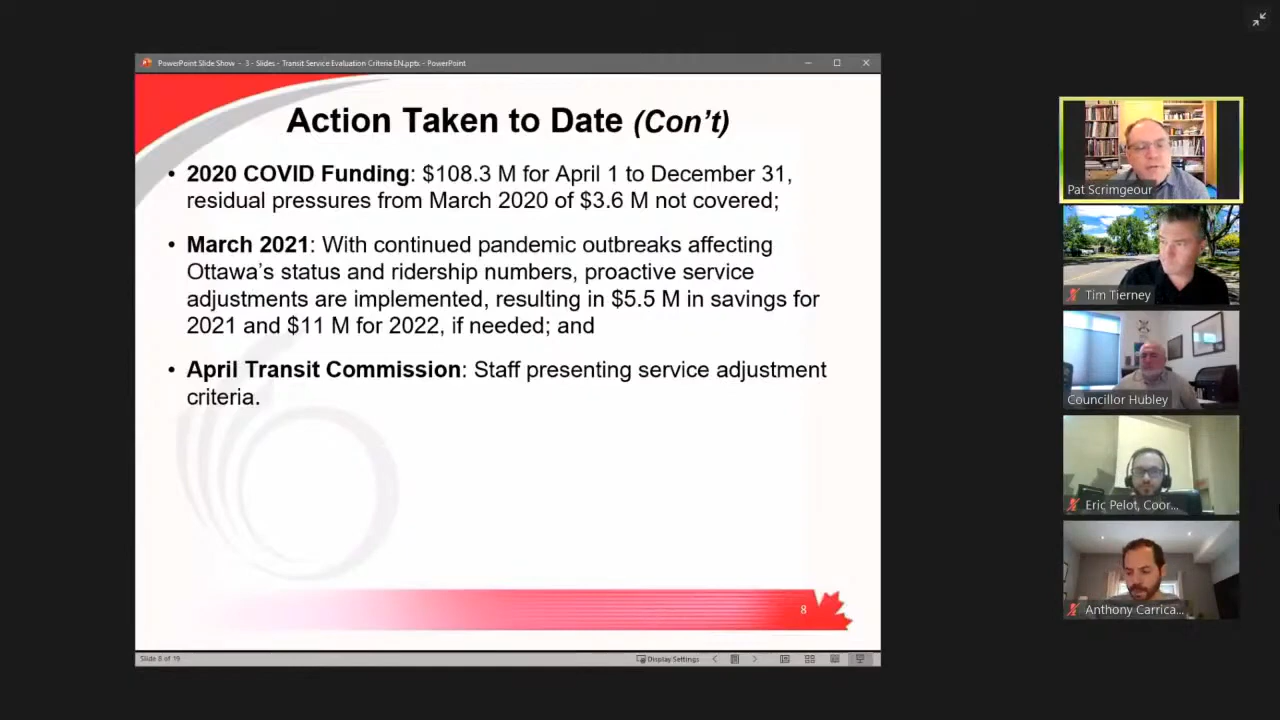 PowerPoint Slide Show - 3 - Slides - Transit Service Evaluation Criteria EN.pptx - PowerPoint
Action Taken to Date (Con't)
• 2020 COVID Funding: $108.3 M for April 1 to December 31,
residual pressures from March 2020 of $3.6 M not covered;
• March 2021: With continued pandemic outbreaks affecting
Ottawa's status and ridership numbers, proactive service
adjustments are implemented, resulting in $5.5 M in savings for
2021 and $11 M for 2022, if needed; and
• April Transit Commission: Staff presenting service adjustment
criteria.
8
Slide 8 of 19
Display Settings
Pat Scrimgeour
Tim Tierney
Councillor Hubley
Eric Pelot, Coor...
Anthony Carrica...